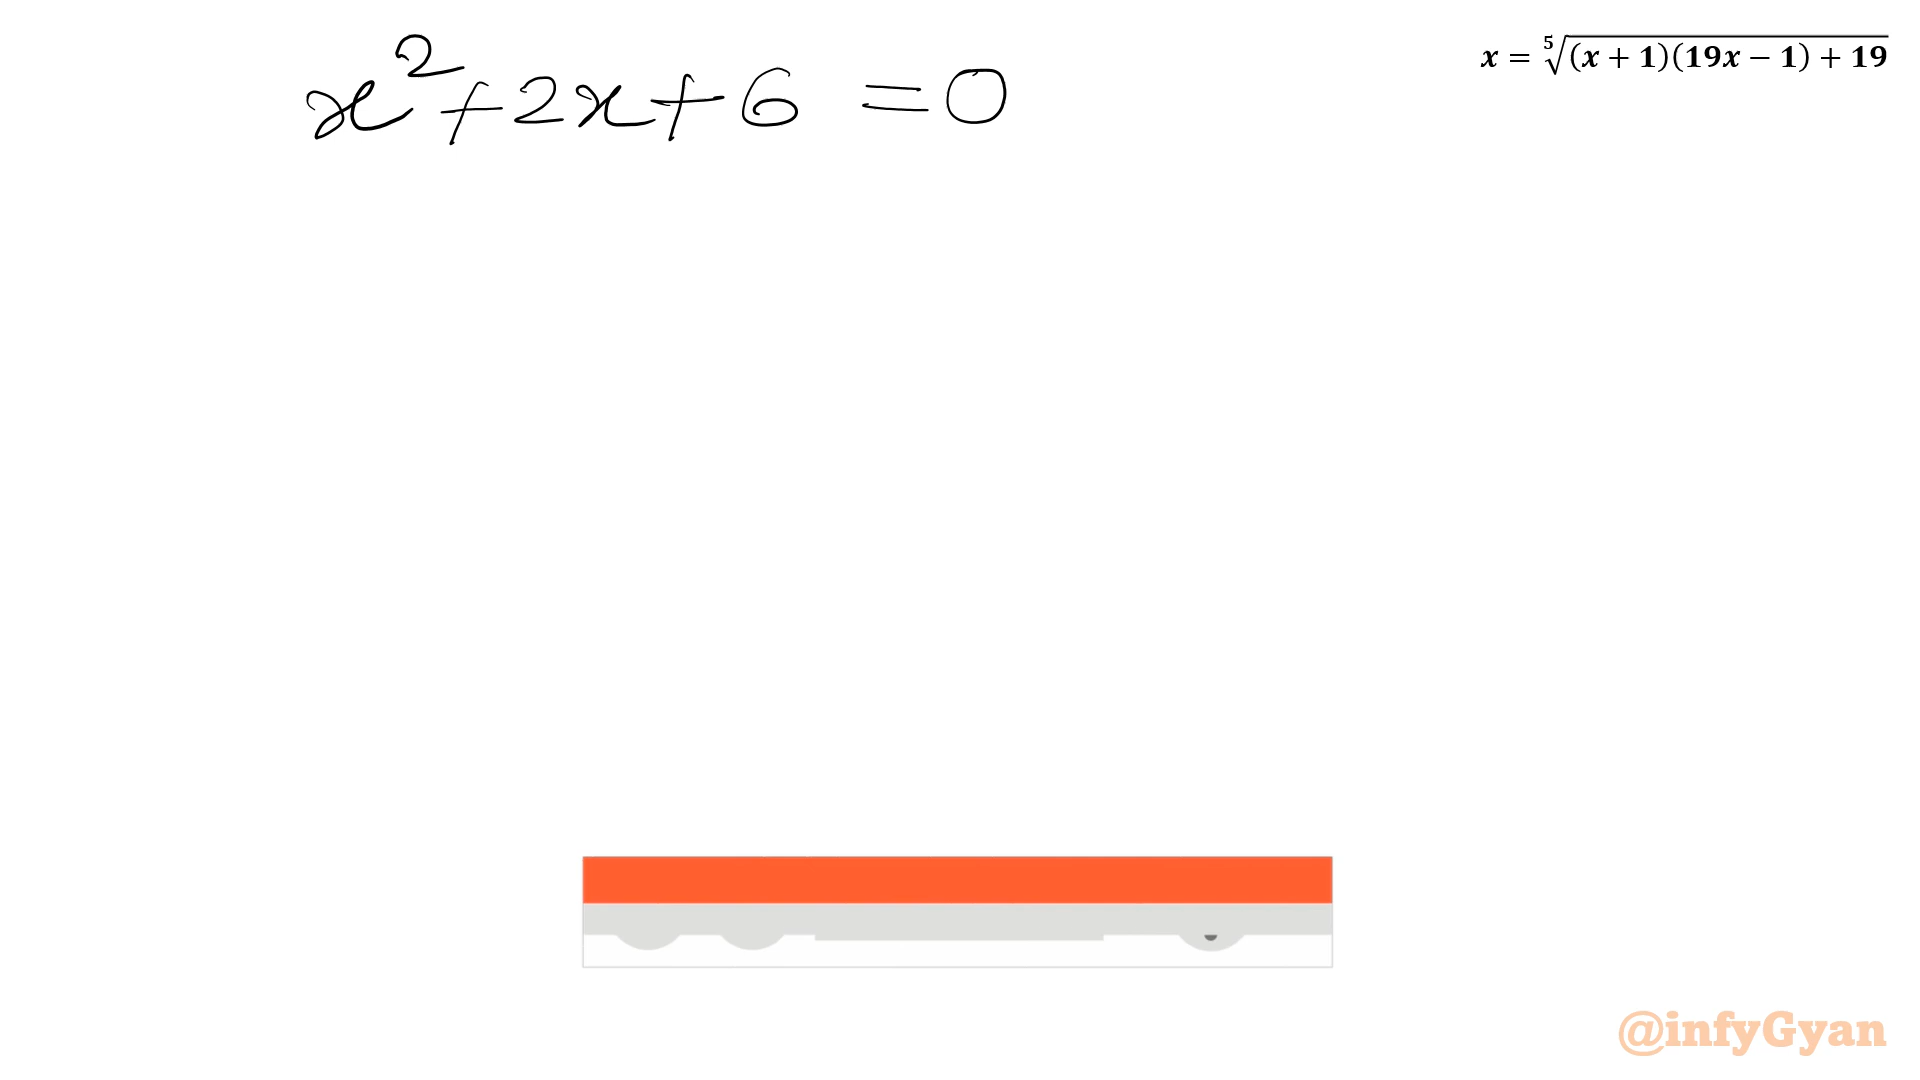 x² + 2x + 6 = 0
x = ⁵√((x + 1)(19x − 1) + 19)
@infyGyan